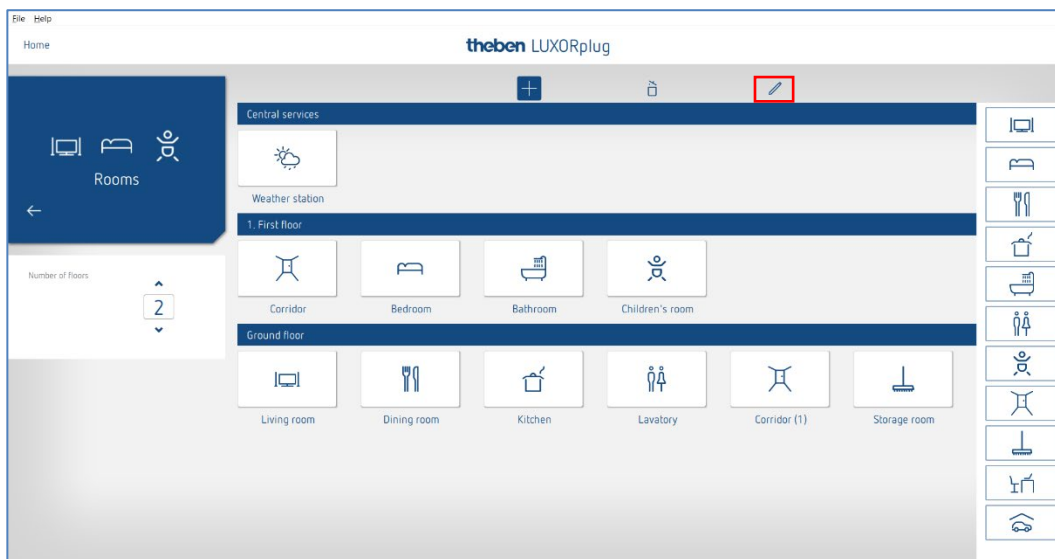 File Help
Home
theben LUXORplug
Central services
Rooms
Weather station
1. First floor
Number of floors
2
Corridor Bedroom Bathroom Children's room
Ground floor
Living room Dining room Kitchen Lavatory Corridor (1) Storage room